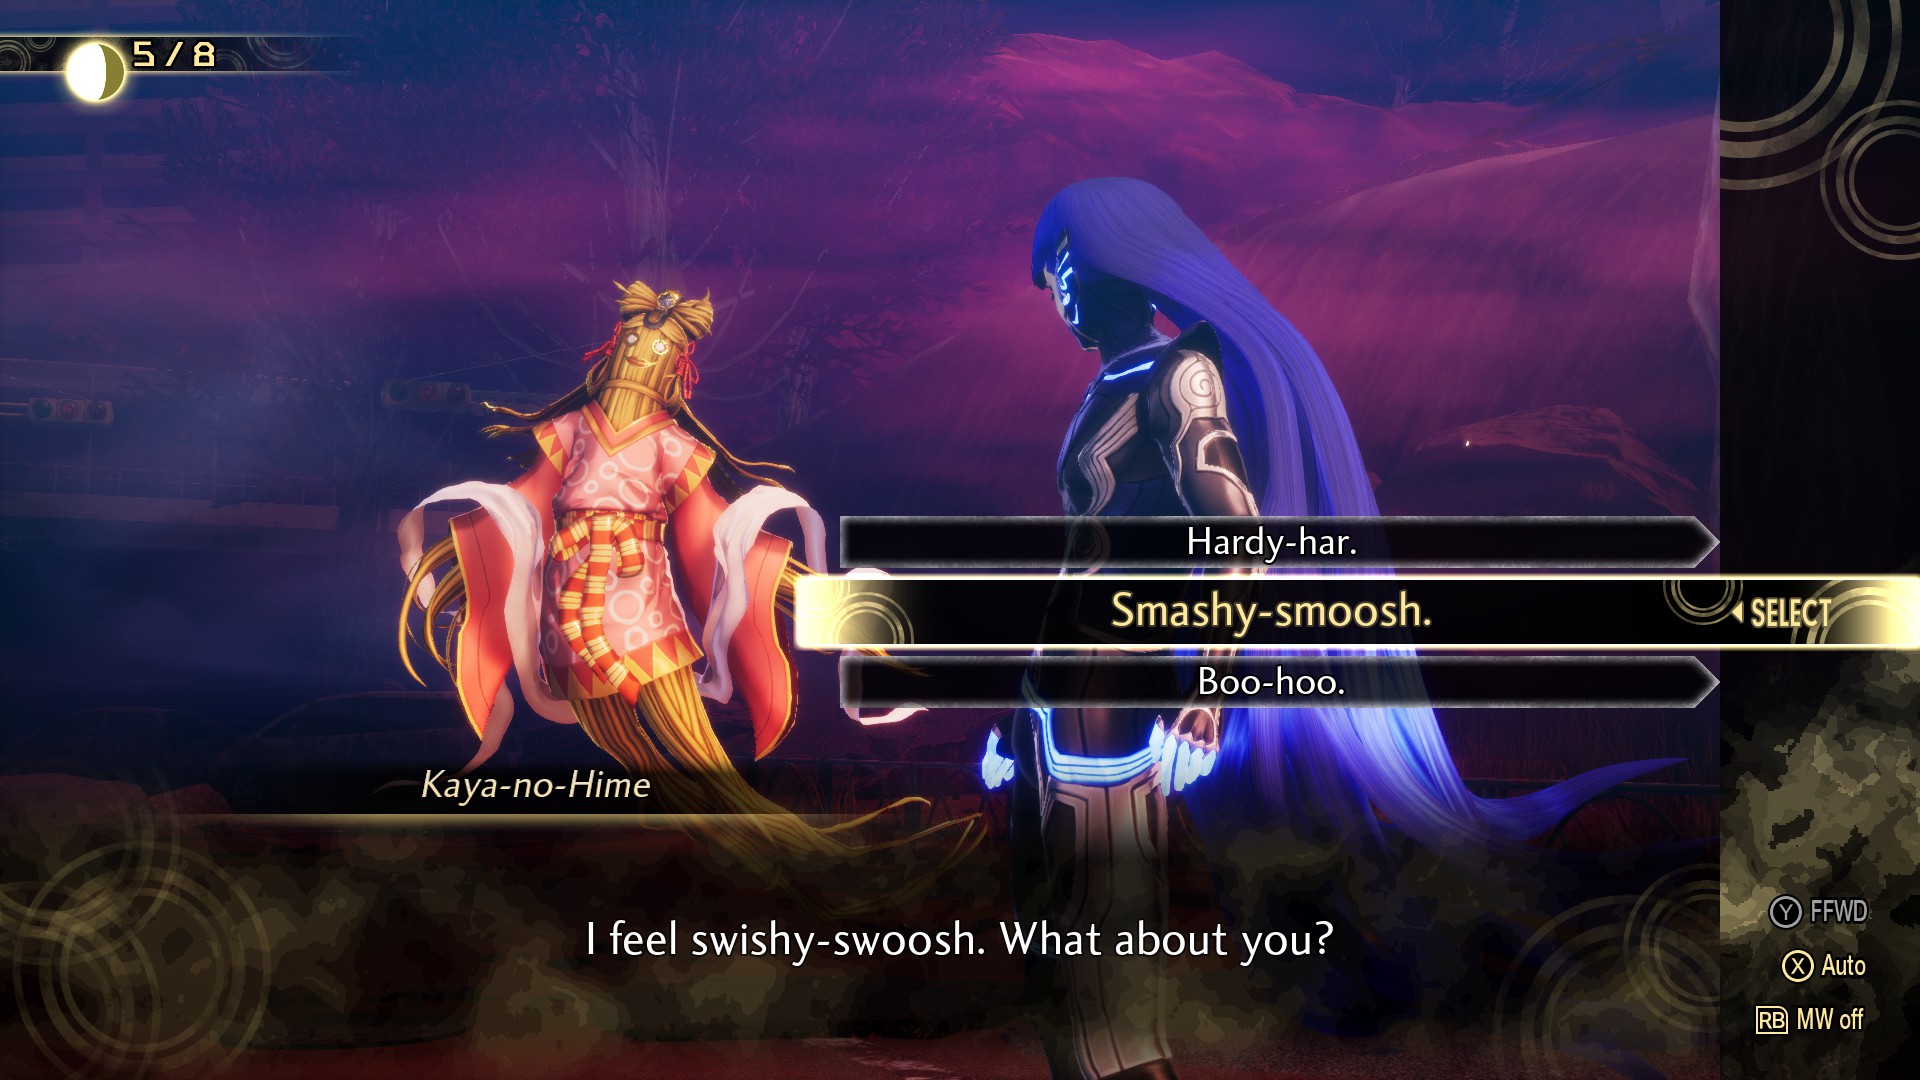 5/8
Hardy-har.
Smashy-smoosh.
SELECT
Boo-hoo.
Kaya-no-Hime
I feel swishy-swoosh. What about you?
Y FFWD
X Auto
RB MW off